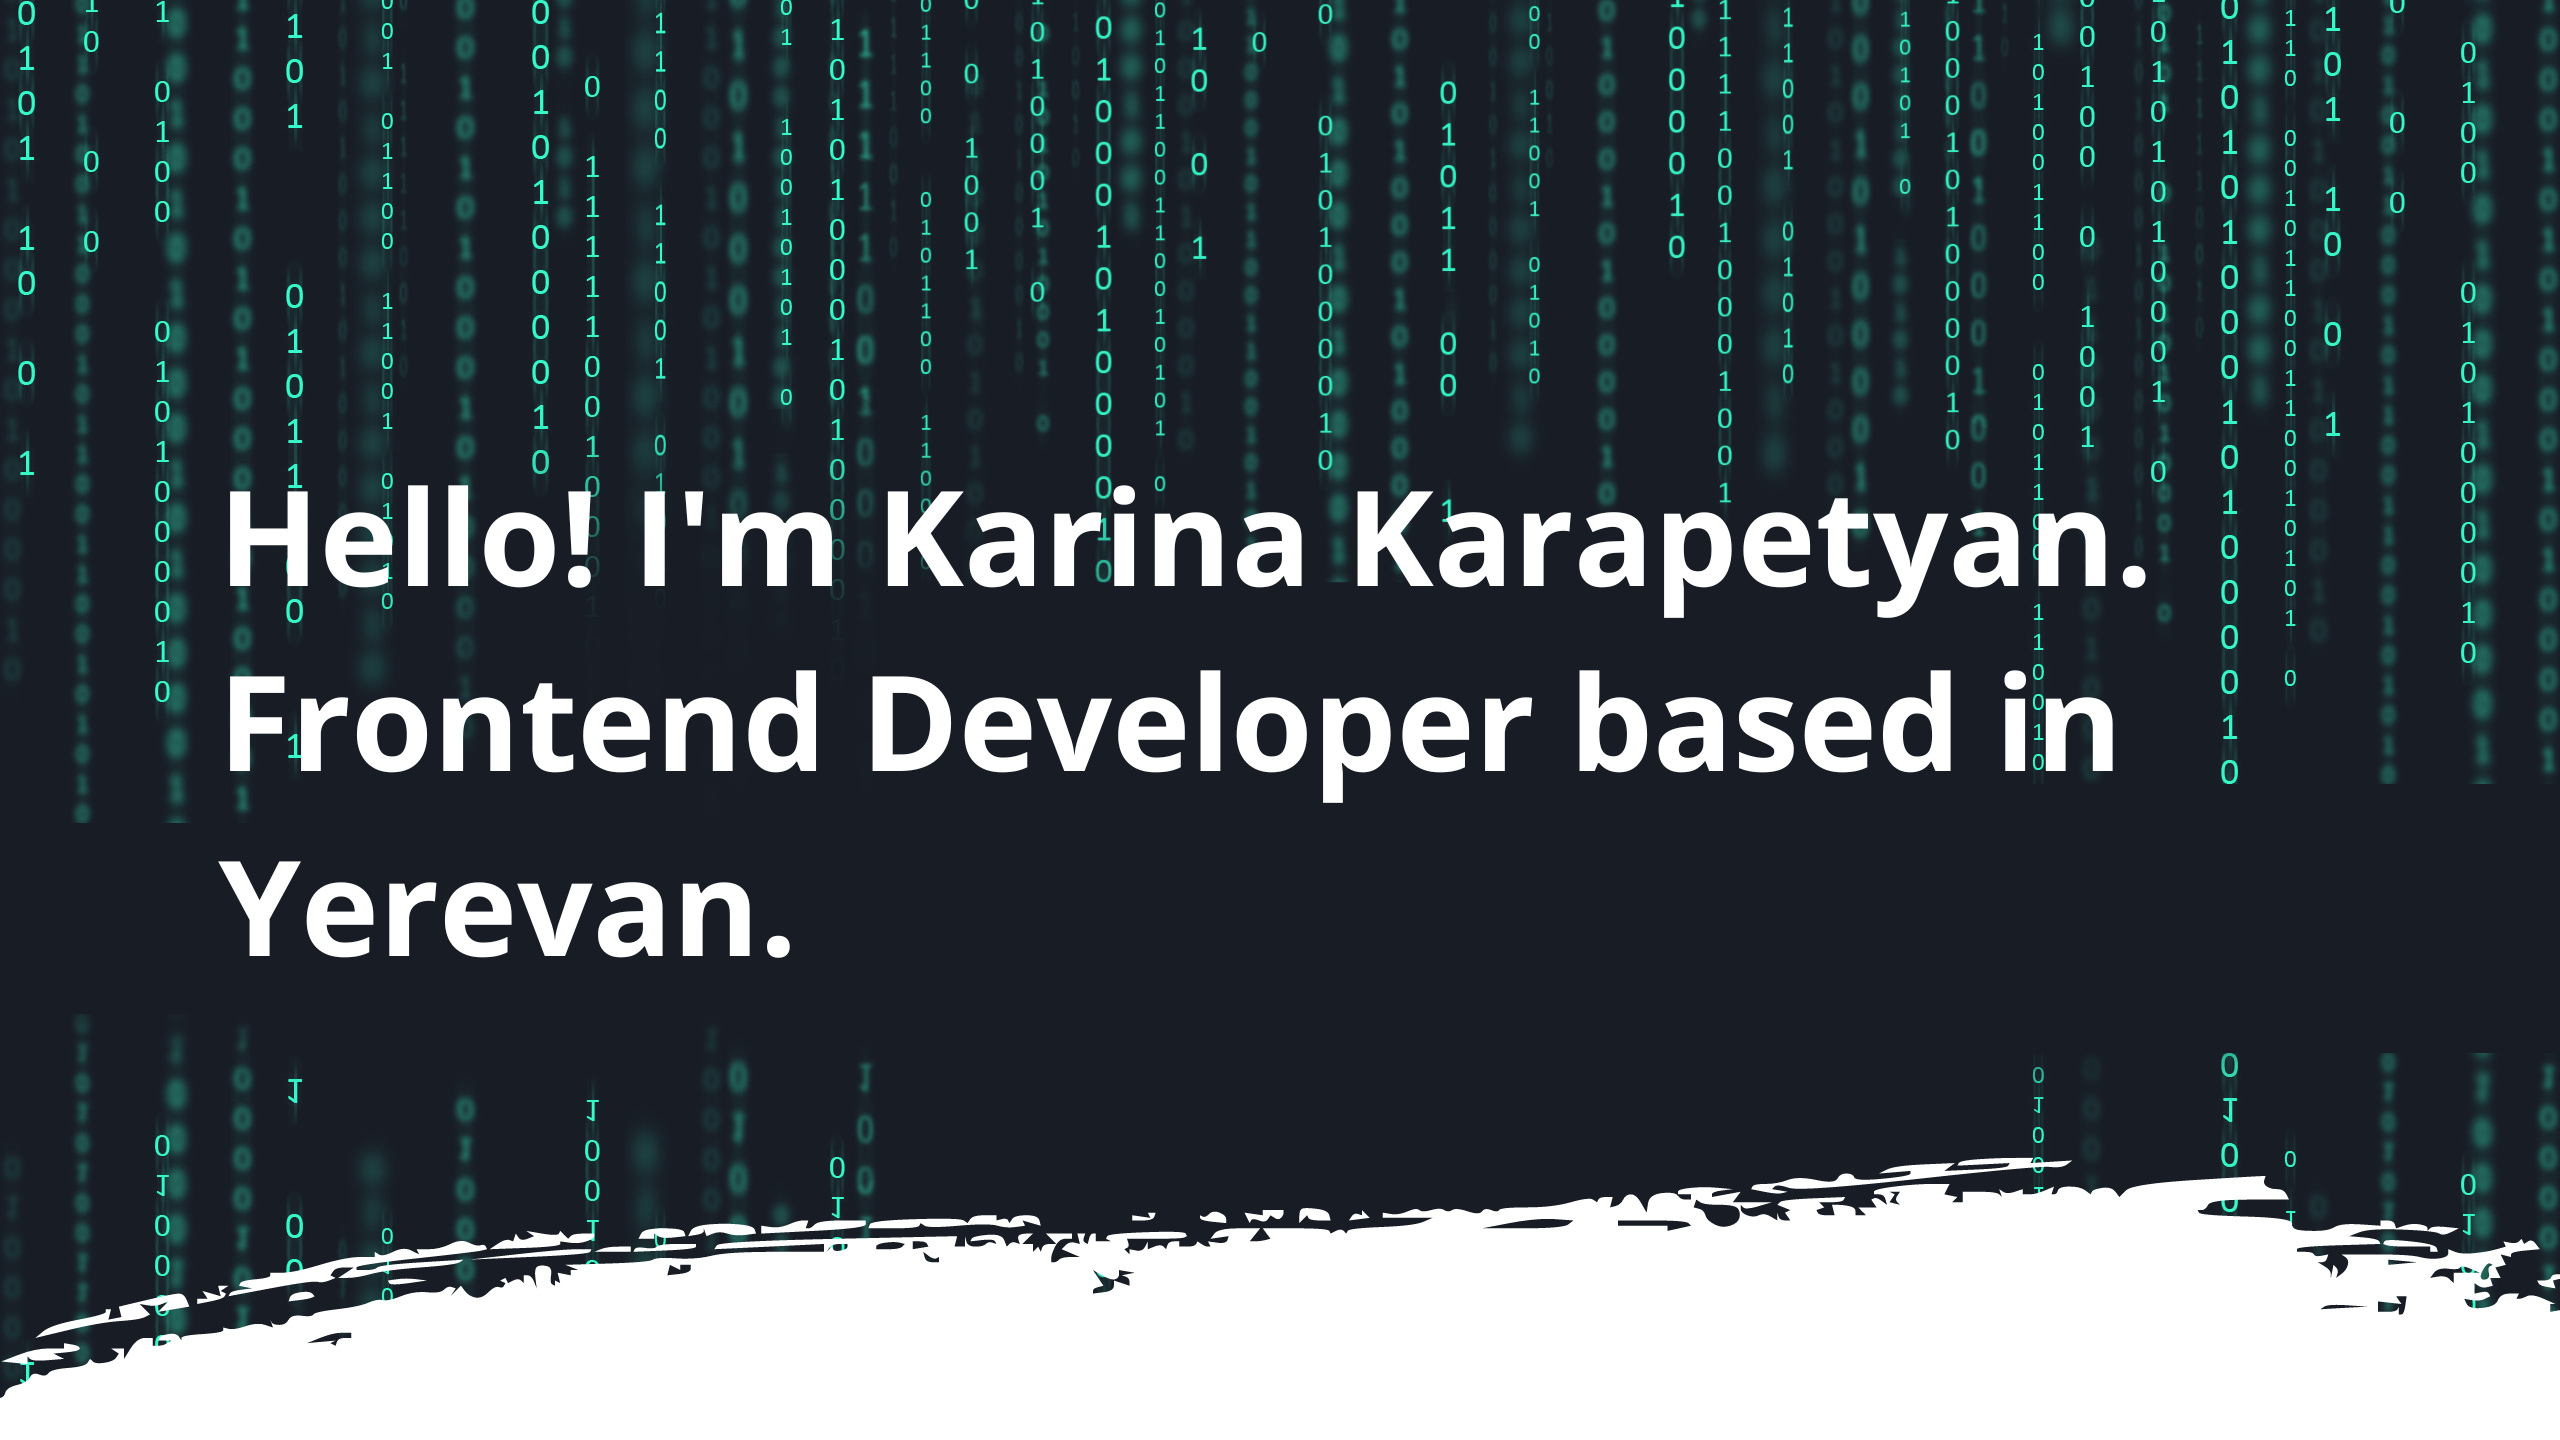 Hello! I'm Karina Karapetyan.
Frontend Developer based in
Yerevan.